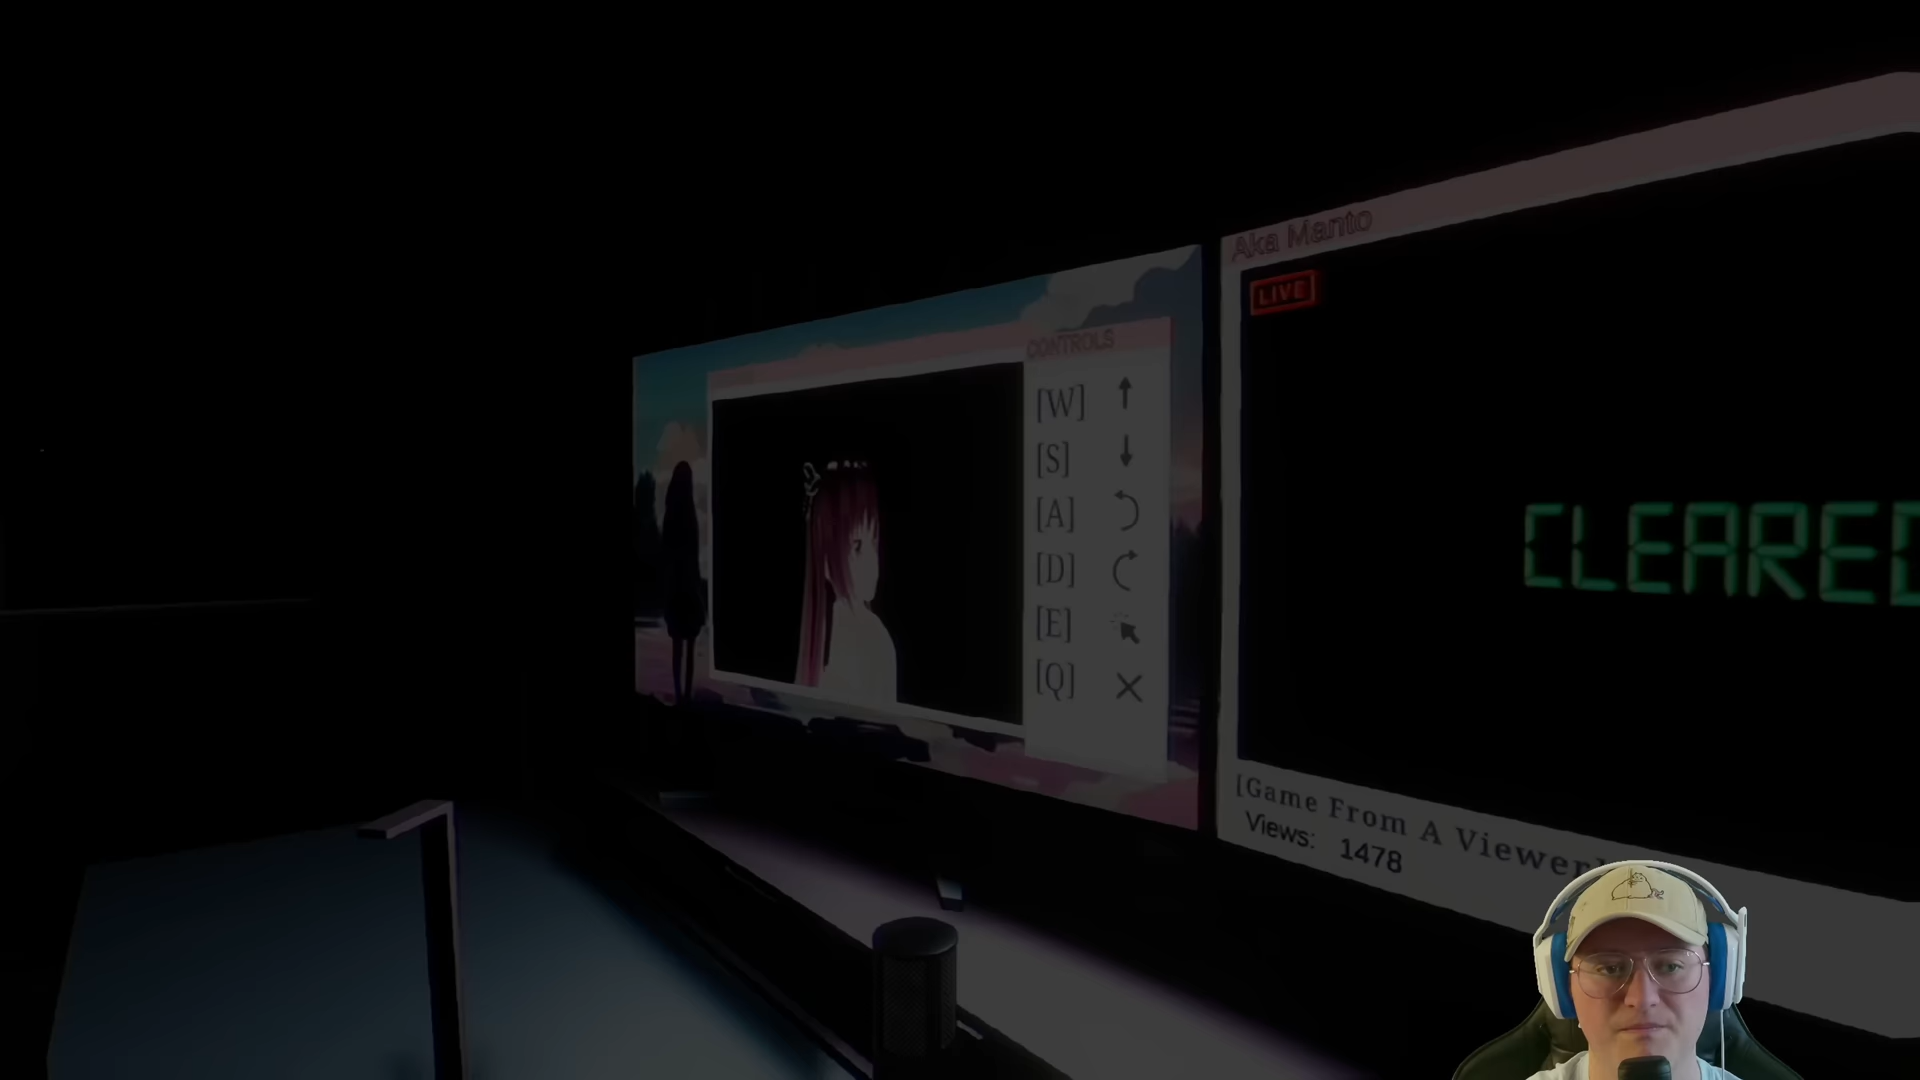 CONTROLS
[W]
[S]
[A]
[D]
[E]
[Q]
Aka Manto
LIVE
CLEARED
[Game From A Viewer]
Views: 1478